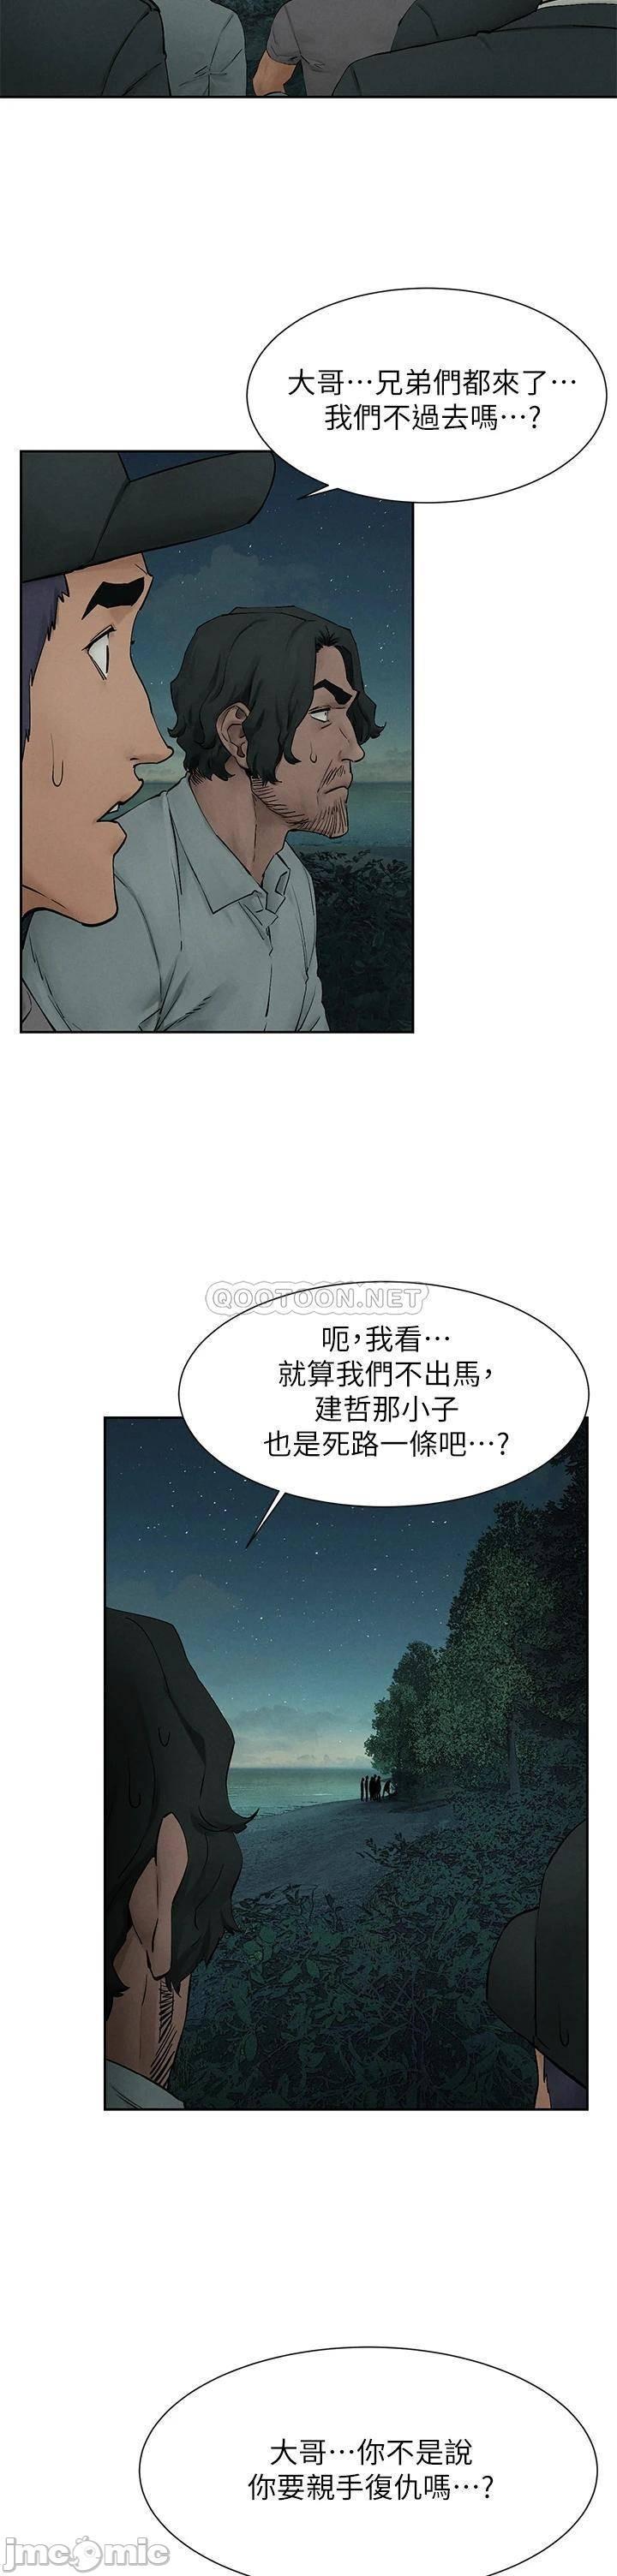 大哥⋯兄弟們都來了⋯
我們不過去嗎⋯?
QOOTOON.NET
呃,我看⋯
就算我們不出馬,
建哲那小子
也是死路一條吧⋯?
大哥⋯你不是說
你要親手復仇嗎⋯?
jmcomic